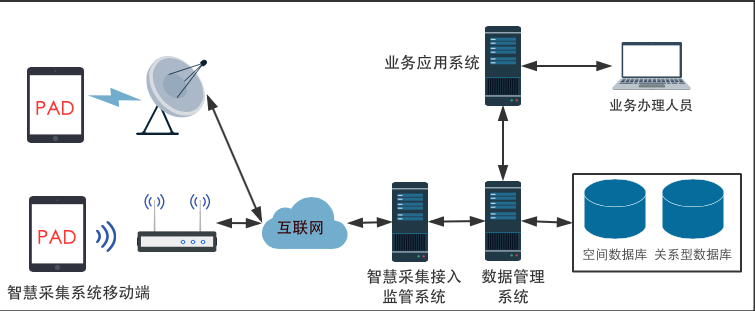 业务应用系统
业务办理人员
PAD
PAD
互联网
智慧采集系统移动端
智慧采集接入
监管系统
数据管理
系统
空间数据库
关系型数据库